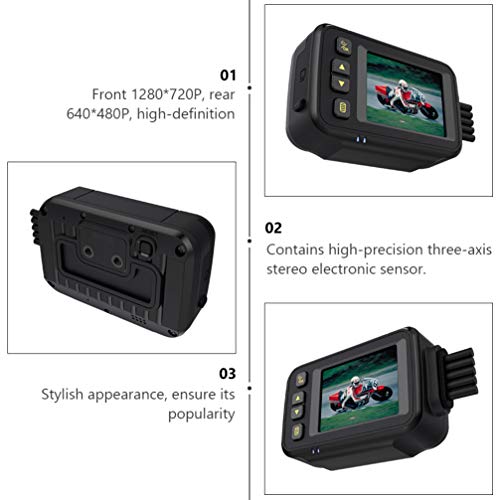 01
Front 1280*720P, rear
640*480P, high-definition
02
Contains high-precision three-axis
stereo electronic sensor.
03
Stylish appearance, ensure its
popularity